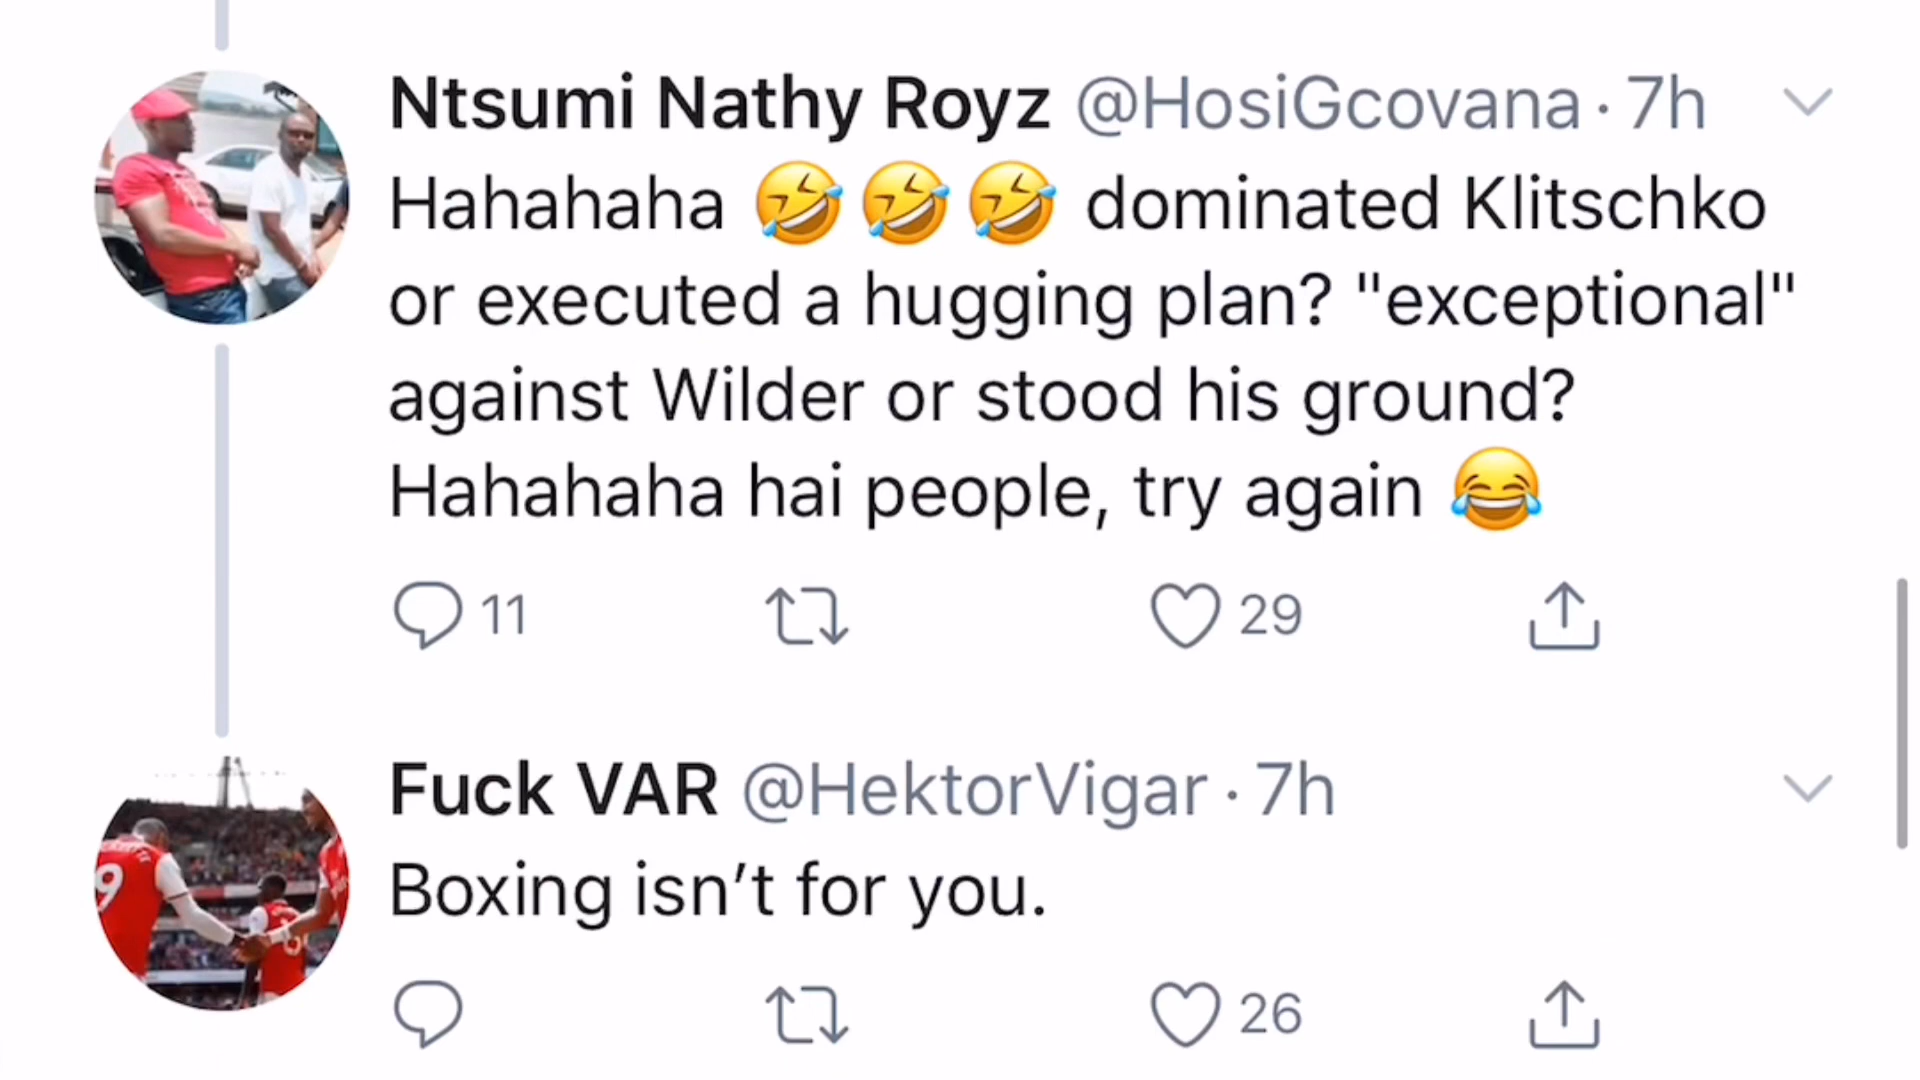 Ntsumi Nathy Royz @HosiGcovana · 7h
Hahahaha 🤣 🤣 🤣 dominated Klitschko
or executed a hugging plan? "exceptional"
against Wilder or stood his ground?
Hahahaha hai people, try again 😂
11 29
Fuck VAR @HektorVigar · 7h
Boxing isn’t for you.
26